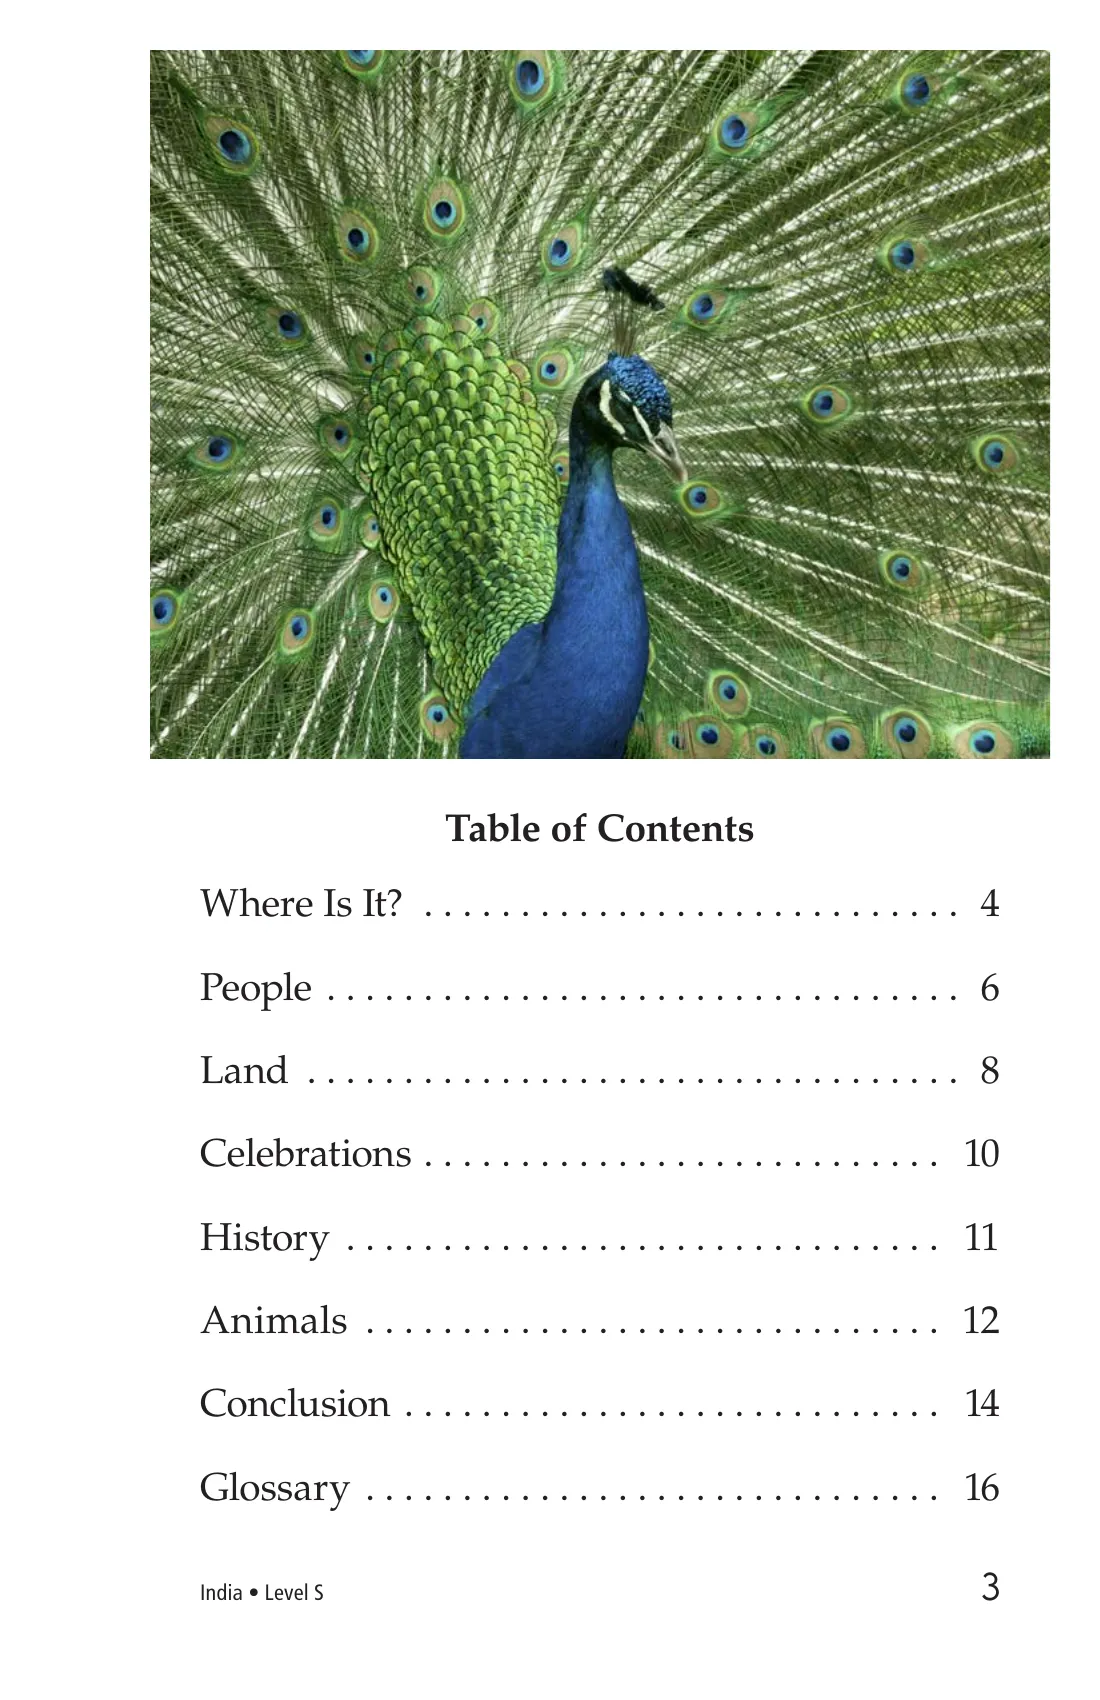 Table of Contents
Where Is It? . . . . . . . . . . . . . . . . . . . . . . . . . . . . 4
People . . . . . . . . . . . . . . . . . . . . . . . . . . . . . . . . . 6
Land . . . . . . . . . . . . . . . . . . . . . . . . . . . . . . . . . . 8
Celebrations . . . . . . . . . . . . . . . . . . . . . . . . . . . 10
History . . . . . . . . . . . . . . . . . . . . . . . . . . . . . . . 11
Animals . . . . . . . . . . . . . . . . . . . . . . . . . . . . . . 12
Conclusion . . . . . . . . . . . . . . . . . . . . . . . . . . . . 14
Glossary . . . . . . . . . . . . . . . . . . . . . . . . . . . . . . 16
India • Level S 3